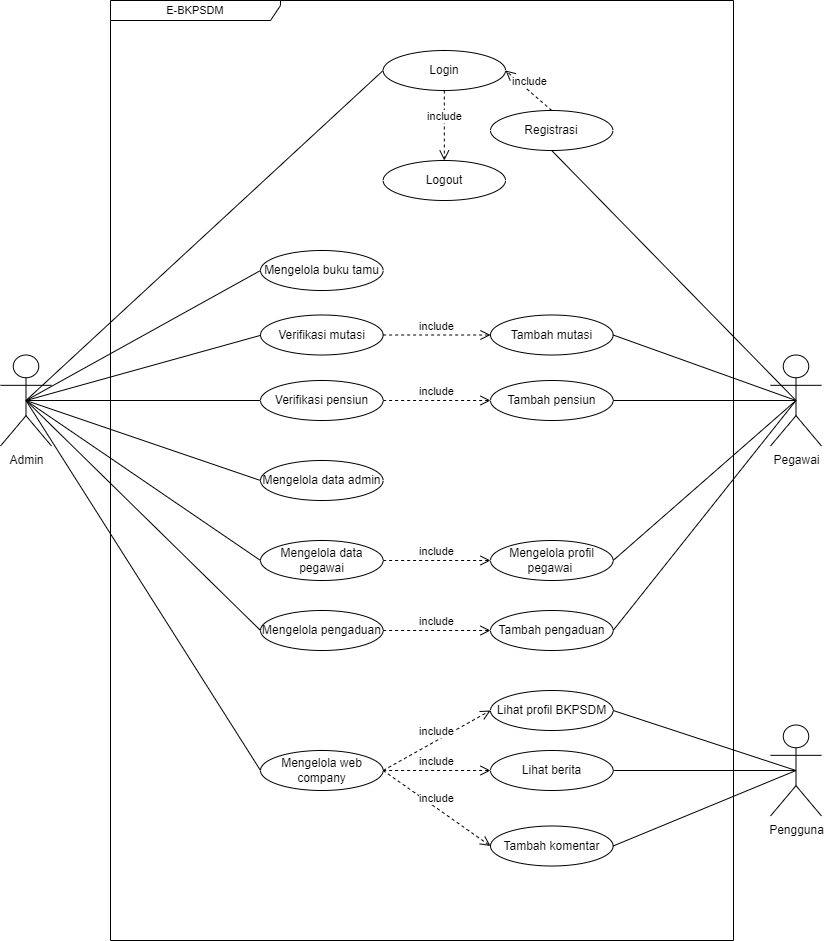 E-BKPSDM
Login
include
include
Registrasi
Logout
Mengelola buku tamu
Verifikasi mutasi
include
Tambah mutasi
Verifikasi pensiun
include
Tambah pensiun
Admin
Pegawai
Mengelola data admin
Mengelola data
pegawai
include
Mengelola profil
pegawai
Mengelola pengaduan
include
Tambah pengaduan
Lihat profil BKPSDM
include
Mengelola web
company
include
Lihat berita
include
Tambah komentar
Pengguna